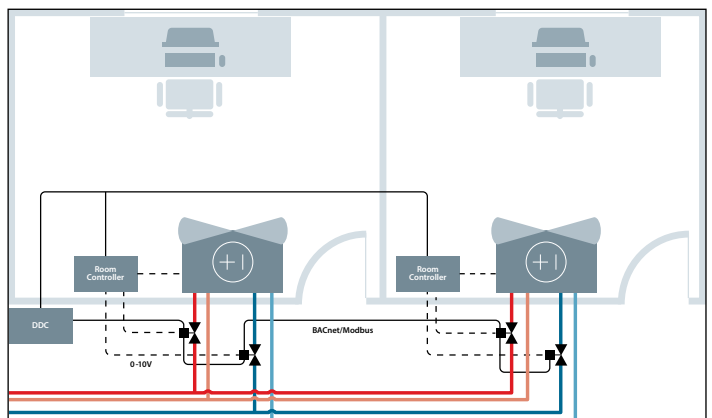 Room
Controller
Room
Controller
DDC
BACnet/Modbus
0-10V